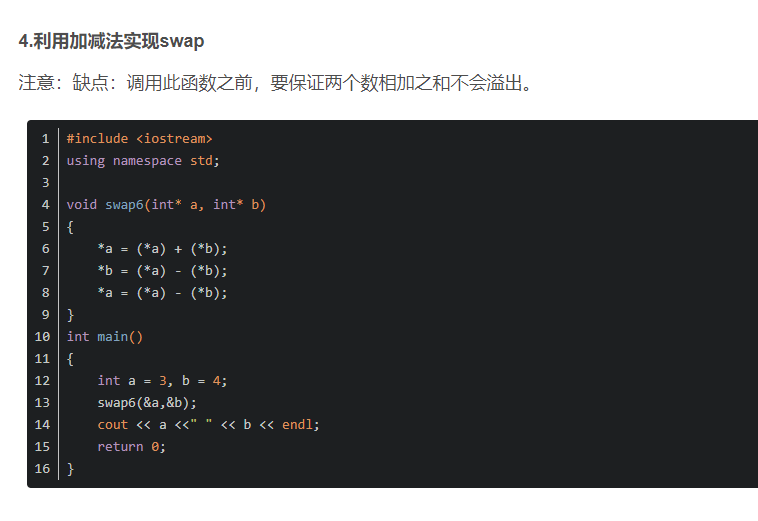 4.利用加减法实现swap
注意：缺点：调用此函数之前，要保证两个数相加之和不会溢出。
1 #include <iostream>
2 using namespace std;
3
4 void swap6(int* a, int* b)
5 {
6     *a = (*a) + (*b);
7     *b = (*a) - (*b);
8     *a = (*a) - (*b);
9 }
10 int main()
11 {
12     int a = 3, b = 4;
13     swap6(&a,&b);
14     cout << a <<" " << b << endl;
15     return 0;
16 }